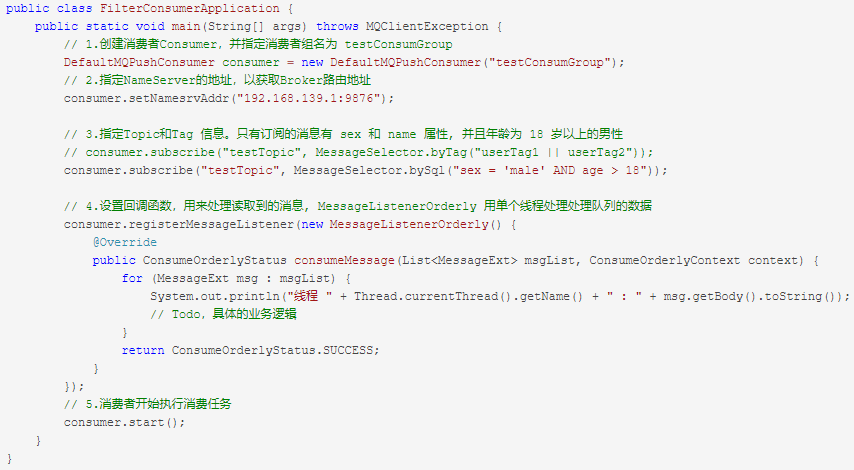 public class FilterConsumerApplication {
    public static void main(String[] args) throws MQClientException {
        // 1.创建消费者Consumer，并指定消费者组名为 testConsumGroup
        DefaultMQPushConsumer consumer = new DefaultMQPushConsumer("testConsumGroup");
        // 2.指定NameServer的地址，以获取Broker路由地址
        consumer.setNamesrvAddr("192.168.139.1:9876");

        // 3.指定Topic和Tag 信息。只有订阅的消息有 sex 和 name 属性, 并且年龄为 18 岁以上的男性
        // consumer.subscribe("testTopic", MessageSelector.byTag("userTag1 || userTag2"));
        consumer.subscribe("testTopic", MessageSelector.bySql("sex = 'male' AND age > 18"));

        // 4.设置回调函数，用来处理读取到的消息, MessageListenerOrderly 用单个线程处理处理队列的数据
        consumer.registerMessageListener(new MessageListenerOrderly() {
            @Override
            public ConsumeOrderlyStatus consumeMessage(List<MessageExt> msgList, ConsumeOrderlyContext context) {
                for (MessageExt msg : msgList) {
                    System.out.println("线程 " + Thread.currentThread().getName() + " : " + msg.getBody().toString());
                    // Todo，具体的业务逻辑
                }
                return ConsumeOrderlyStatus.SUCCESS;
            }
        });
        // 5.消费者开始执行消费任务
        consumer.start();
    }
}